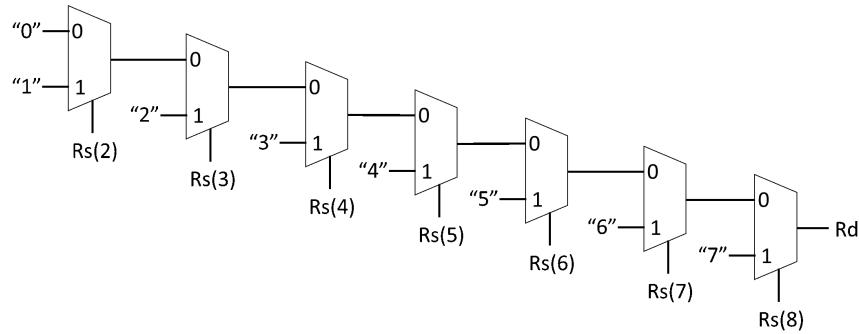 “0” 0
“1” 1
Rs(2)
0
“2” 1
Rs(3)
0
“3” 1
Rs(4)
0
“4” 1
Rs(5)
0
“5” 1
Rs(6)
0
“6” 1
Rs(7)
0
“7” 1
Rs(8)
Rd